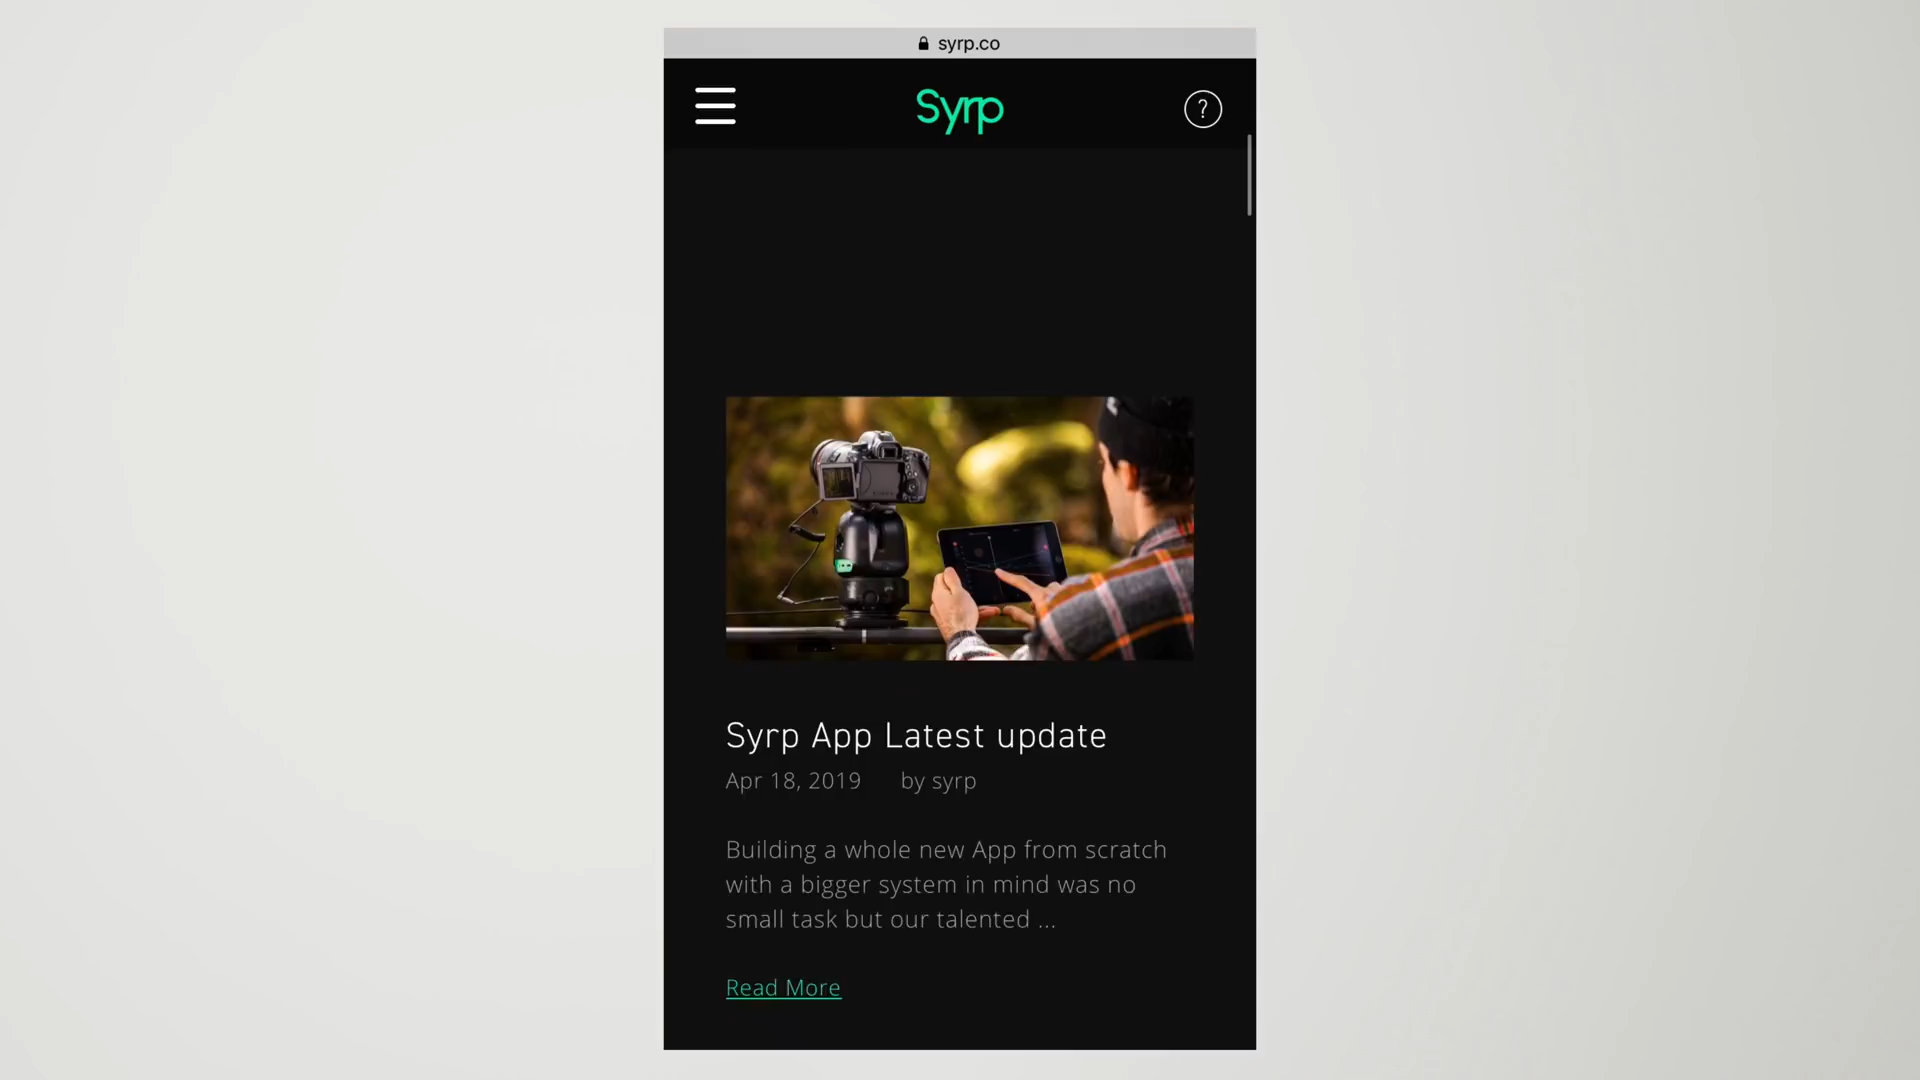 syrp.co
Syrp
?
Syrp App Latest update
Apr 18, 2019 by syrp
Building a whole new App from scratch
with a bigger system in mind was no
small task but our talented ...
Read More